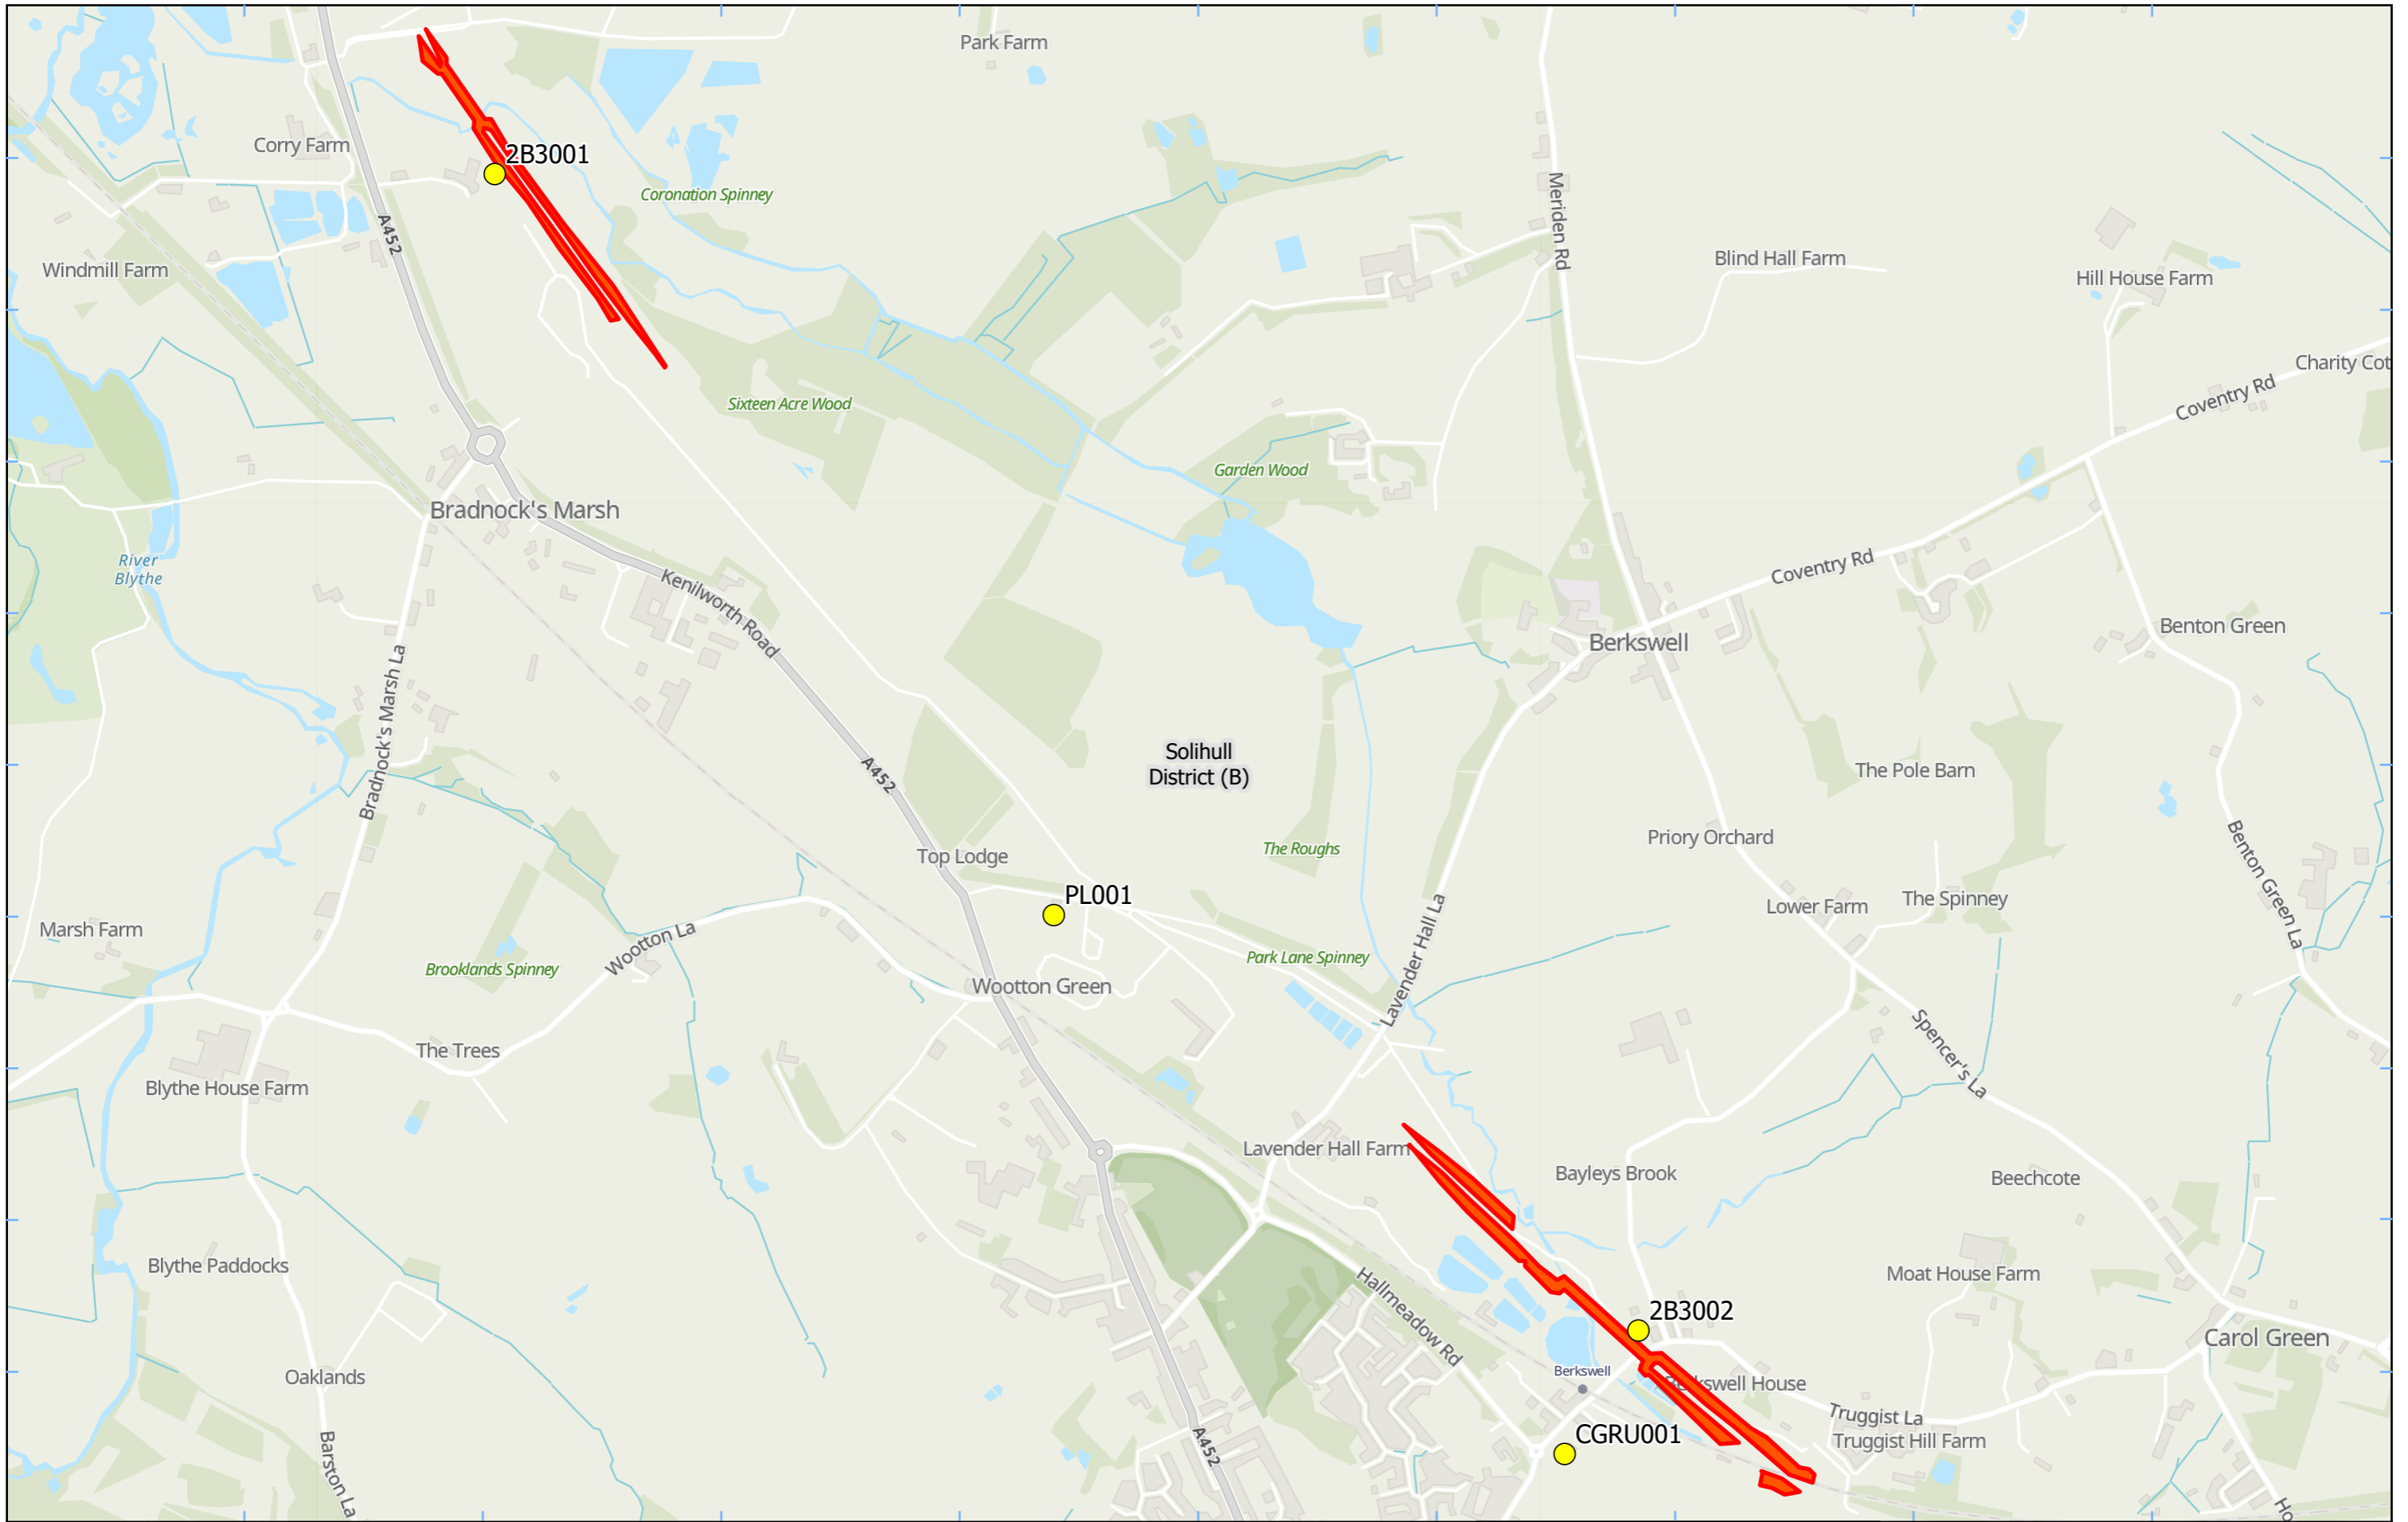 Park Farm
Corry Farm
2B3001
Coronation Spinney
A452
Meriden Rd
Windmill Farm
Blind Hall Farm
Hill House Farm
Charity Cot
Coventry Rd
Sixteen Acre Wood
Garden Wood
Bradnock's Marsh
River
Blythe
Kenilworth Road
Coventry Rd
Berkswell
Benton Green
Bradnock's Marsh La
Solihull
District (B)
A452
The Pole Barn
Priory Orchard
Top Lodge
The Roughs
PL001
Benton Green La
The Spinney
Lower Farm
Marsh Farm
Wootton La
Brooklands Spinney
Park Lane Spinney
Lavender Hall La
Wootton Green
The Trees
Spencer's La
Blythe House Farm
Lavender Hall Farm
Bayleys Brook
Beechcote
Blythe Paddocks
Moat House Farm
Hallmeadow Rd
2B3002
Carol Green
Oaklands
Berkswell
Berkswell House
Truggist La
Truggist Hill Farm
CGRU001
A452
Barston La
Ho